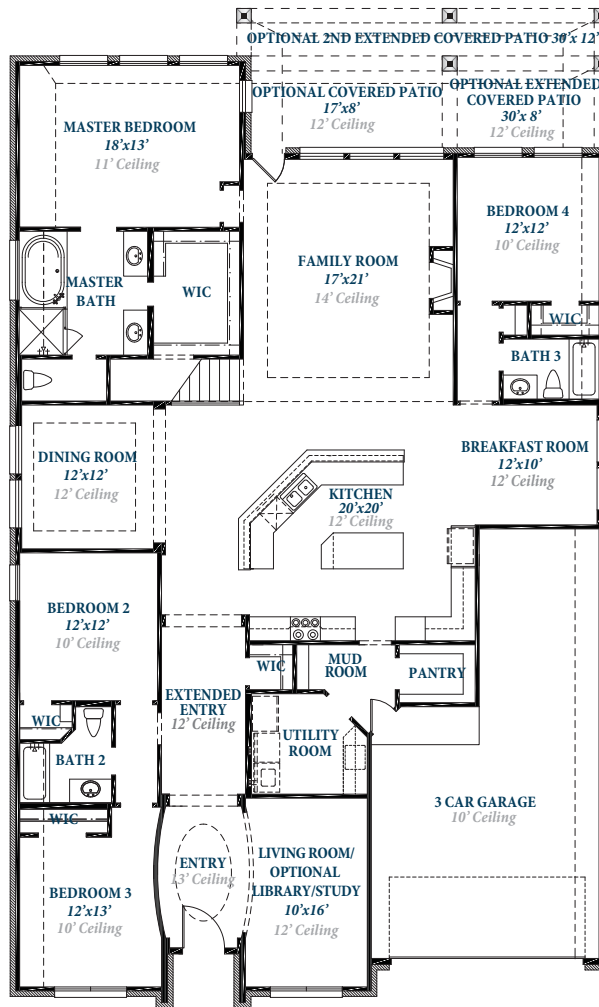 OPTIONAL 2ND EXTENDED COVERED PATIO 30'x 12'
OPTIONAL COVERED PATIO
17'x8'
12' Ceiling
OPTIONAL EXTENDED
COVERED PATIO
30'x 8'
12' Ceiling
MASTER BEDROOM
18'x13'
11' Ceiling
BEDROOM 4
12'x12'
10' Ceiling
MASTER
BATH
WIC
FAMILY ROOM
17'x21'
14' Ceiling
WIC
BATH 3
DINING ROOM
12'x12'
12' Ceiling
BREAKFAST ROOM
12'x10'
12' Ceiling
KITCHEN
20'x20'
12' Ceiling
BEDROOM 2
12'x12'
10' Ceiling
WIC
MUD
ROOM
PANTRY
EXTENDED
ENTRY
12' Ceiling
WIC
BATH 2
UTILITY
ROOM
3 CAR GARAGE
10' Ceiling
WIC
BEDROOM 3
12'x13'
10' Ceiling
ENTRY
13' Ceiling
LIVING ROOM/
OPTIONAL
LIBRARY/STUDY
10'x16'
12' Ceiling